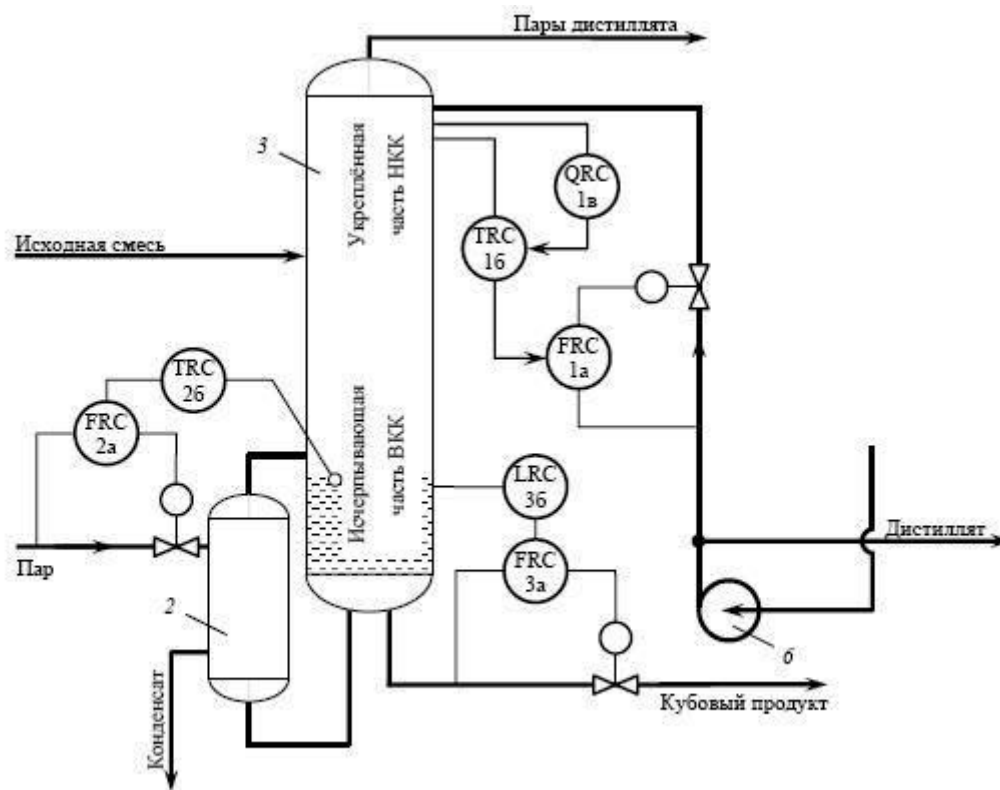 Пары дистиллята
3
Укреплённая
часть НКК
QRC
1в
TRC
1б
Исходная смесь
FRC
1а
TRC
2б
FRC
2а
Исчерпывающая
часть ВКК
LRC
3б
FRC
3а
Пар
Дистиллят
2
6
Кубовый продукт
Конденсат